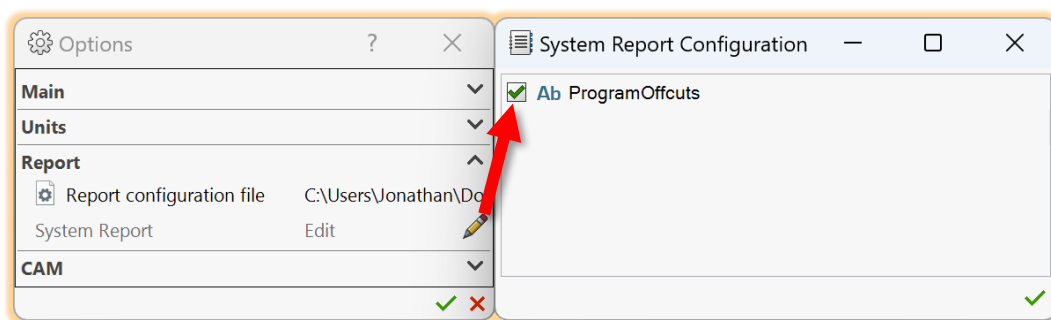 Options ?
Main
Units
Report
Report configuration file C:\Users\Jonathan\Do
System Report Edit
CAM
System Report Configuration
Ab ProgramOffcuts